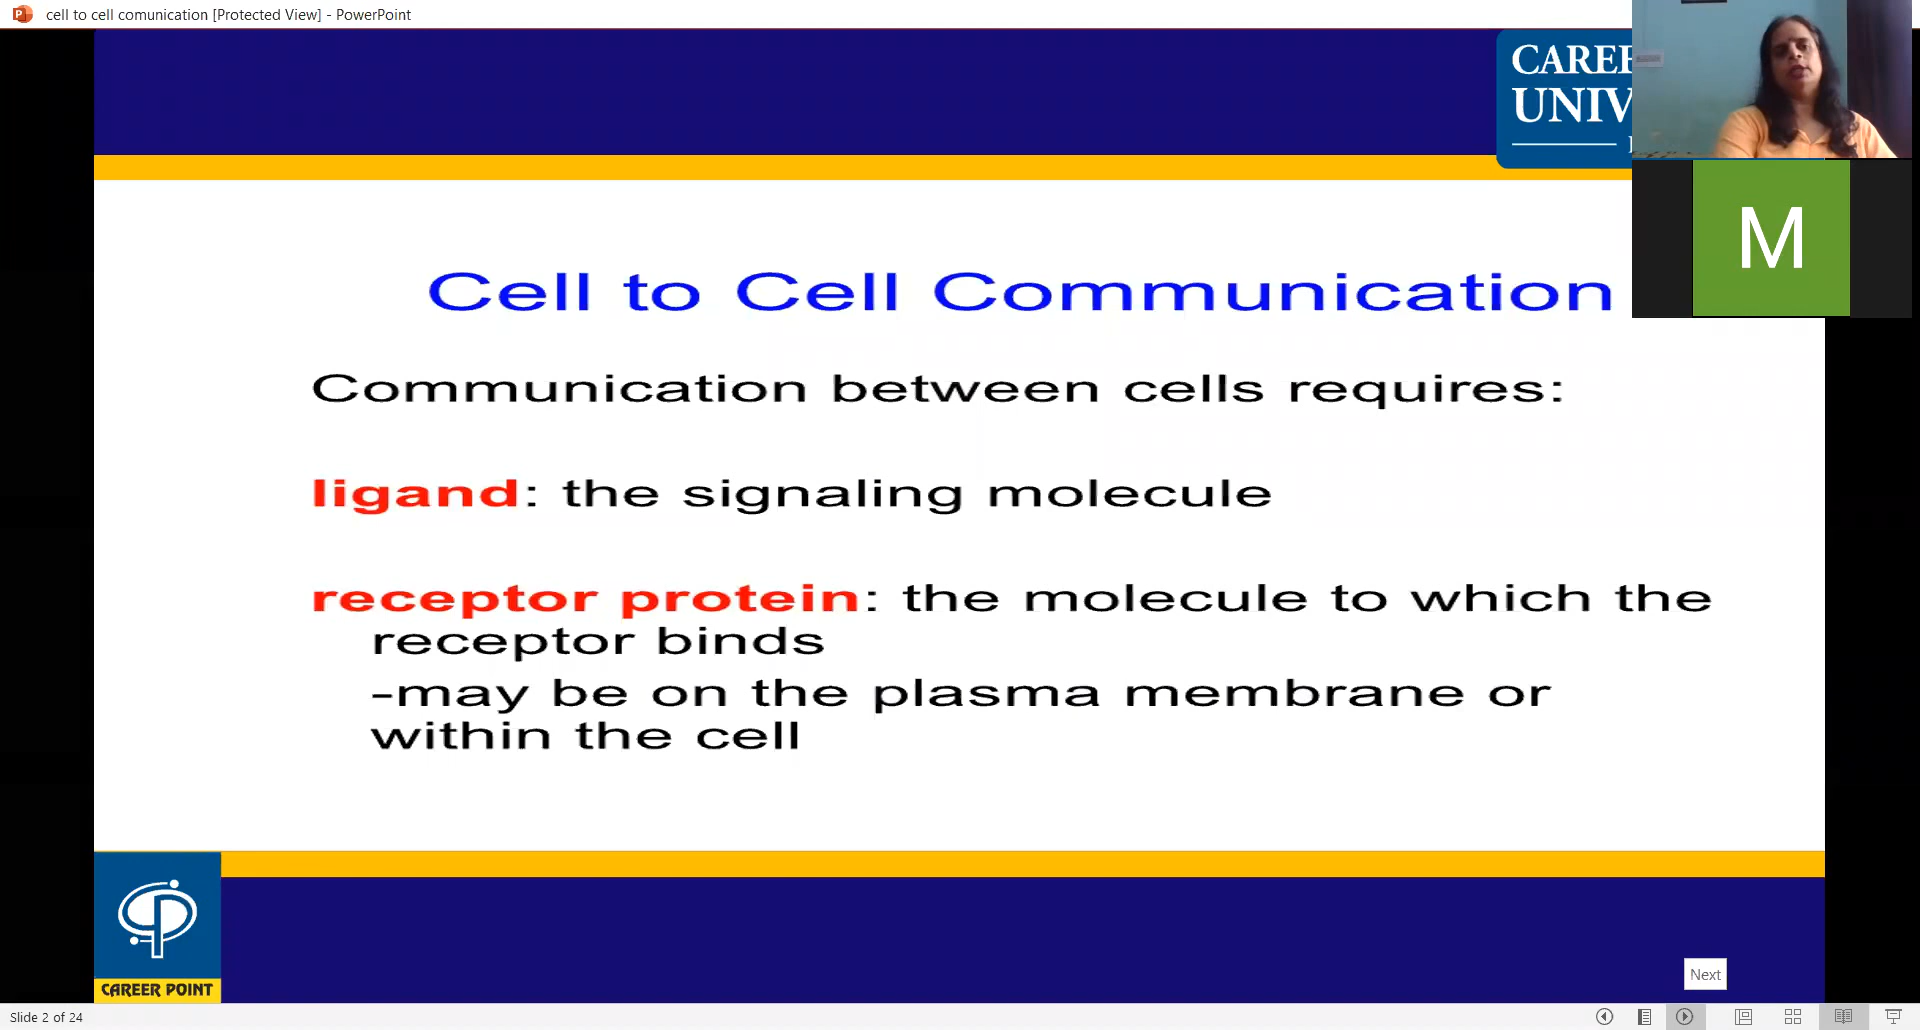 cell to cell comunication [Protected View] - PowerPoint
CAREE
UNIV
M
Cell to Cell Communication
Communication between cells requires:
ligand: the signaling molecule
receptor protein: the molecule to which the
receptor binds
-may be on the plasma membrane or
within the cell
CAREER POINT
Next
Slide 2 of 24